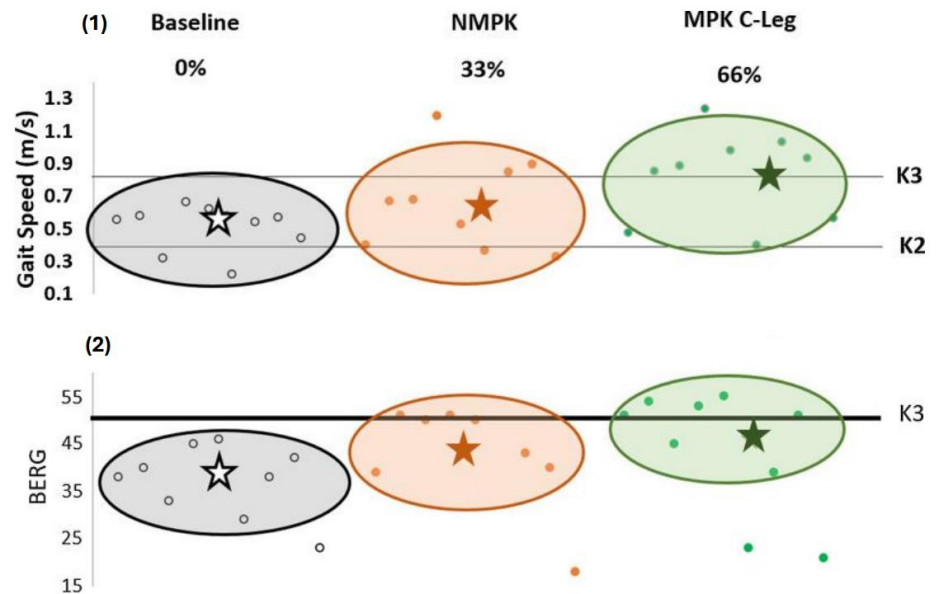 (1) Baseline NMPK MPK C-Leg
0% 33% 66%
Gait Speed (m/s)
1.3
1.1
0.9
0.7
0.5
0.3
0.1
K3
K2
(2)
BERG
55
45
35
25
15
K3